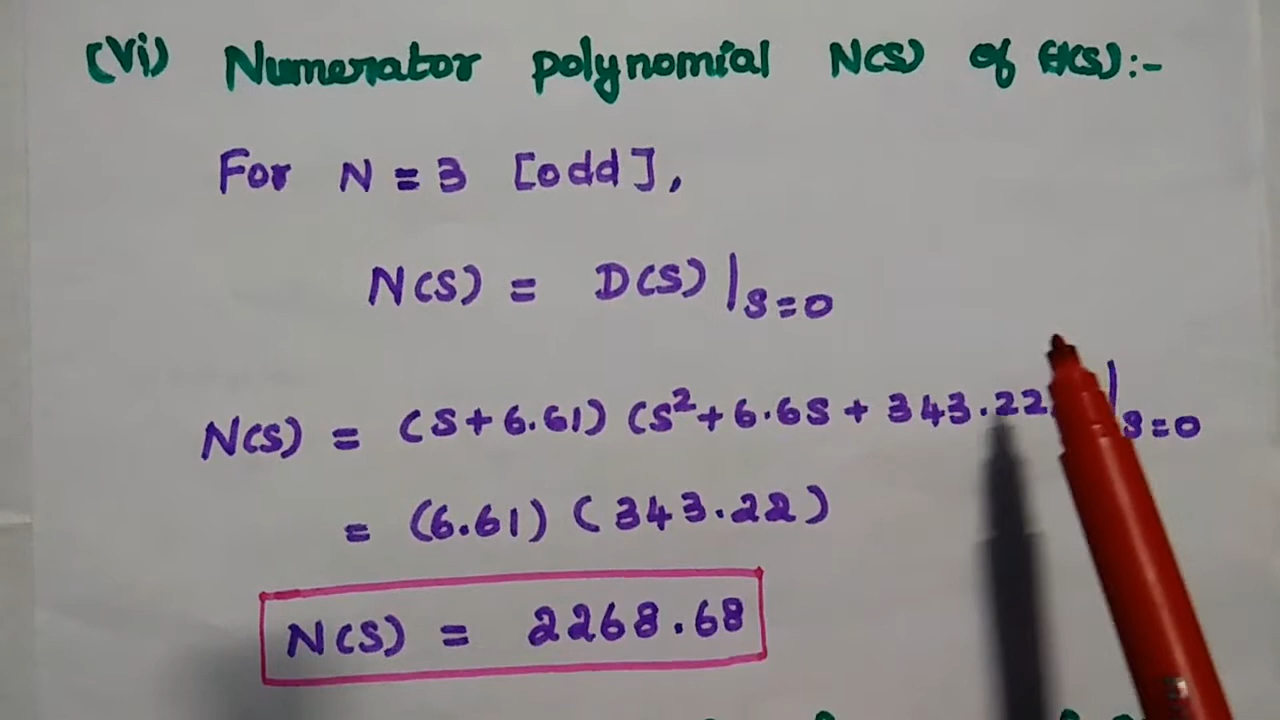 (vi) Numerator polynomial N(S) of H(S):-
For N = 3 [odd],
N(S) = D(S) |S=0
N(S) = (S+6.61) (S²+6.6S + 343.22 |S=0
= (6.61) (343.22)
N(S) = 2268.68